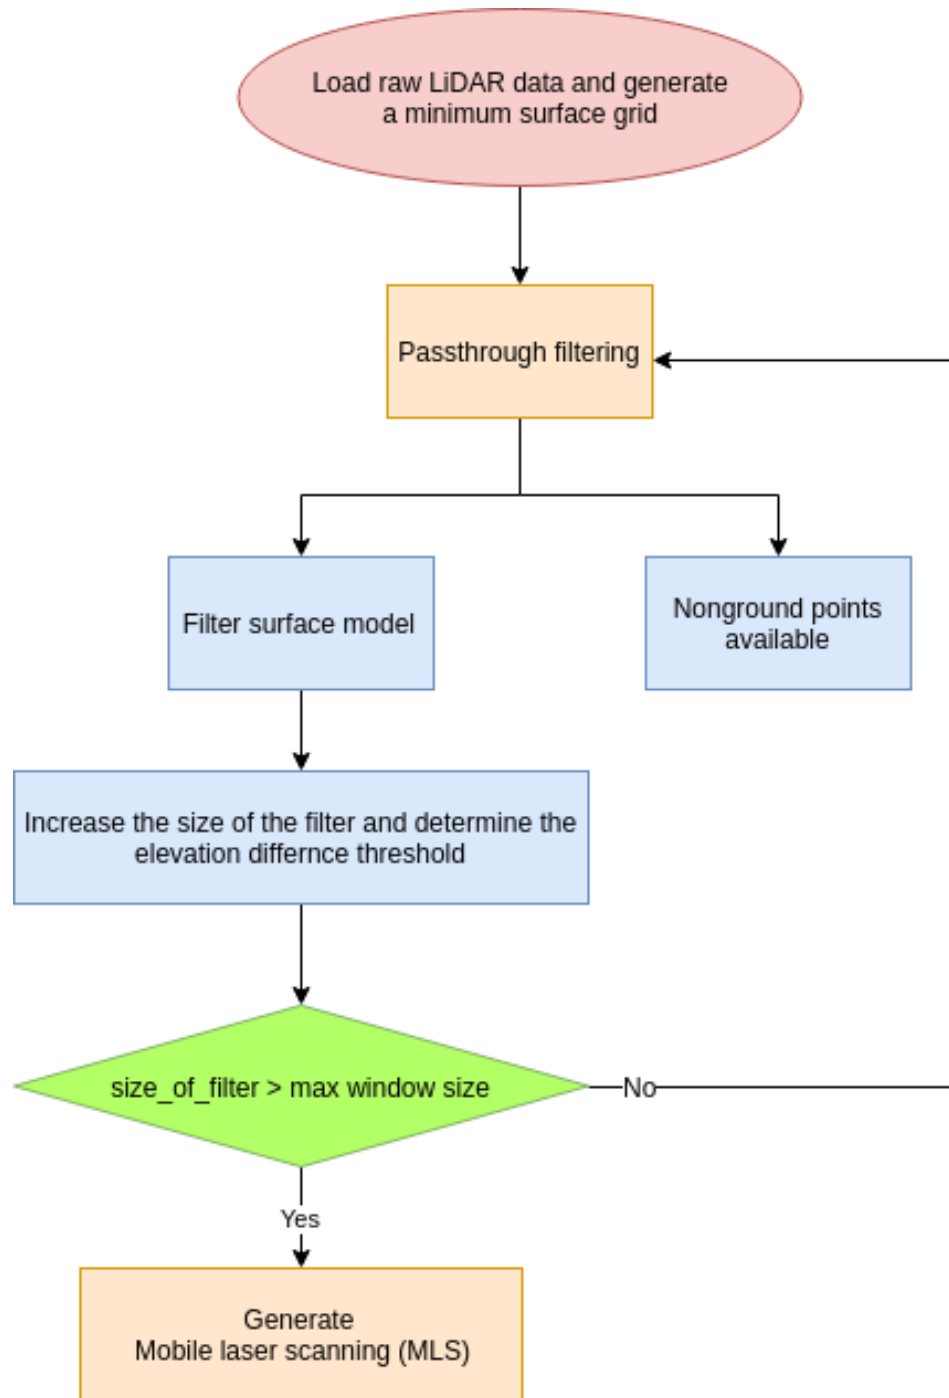 Load raw LiDAR data and generate
a minimum surface grid
Passthrough filtering
Filter surface model
Nonground points
available
Increase the size of the filter and determine the
elevation differnce threshold
size_of_filter > max window size
No
Yes
Generate
Mobile laser scanning (MLS)